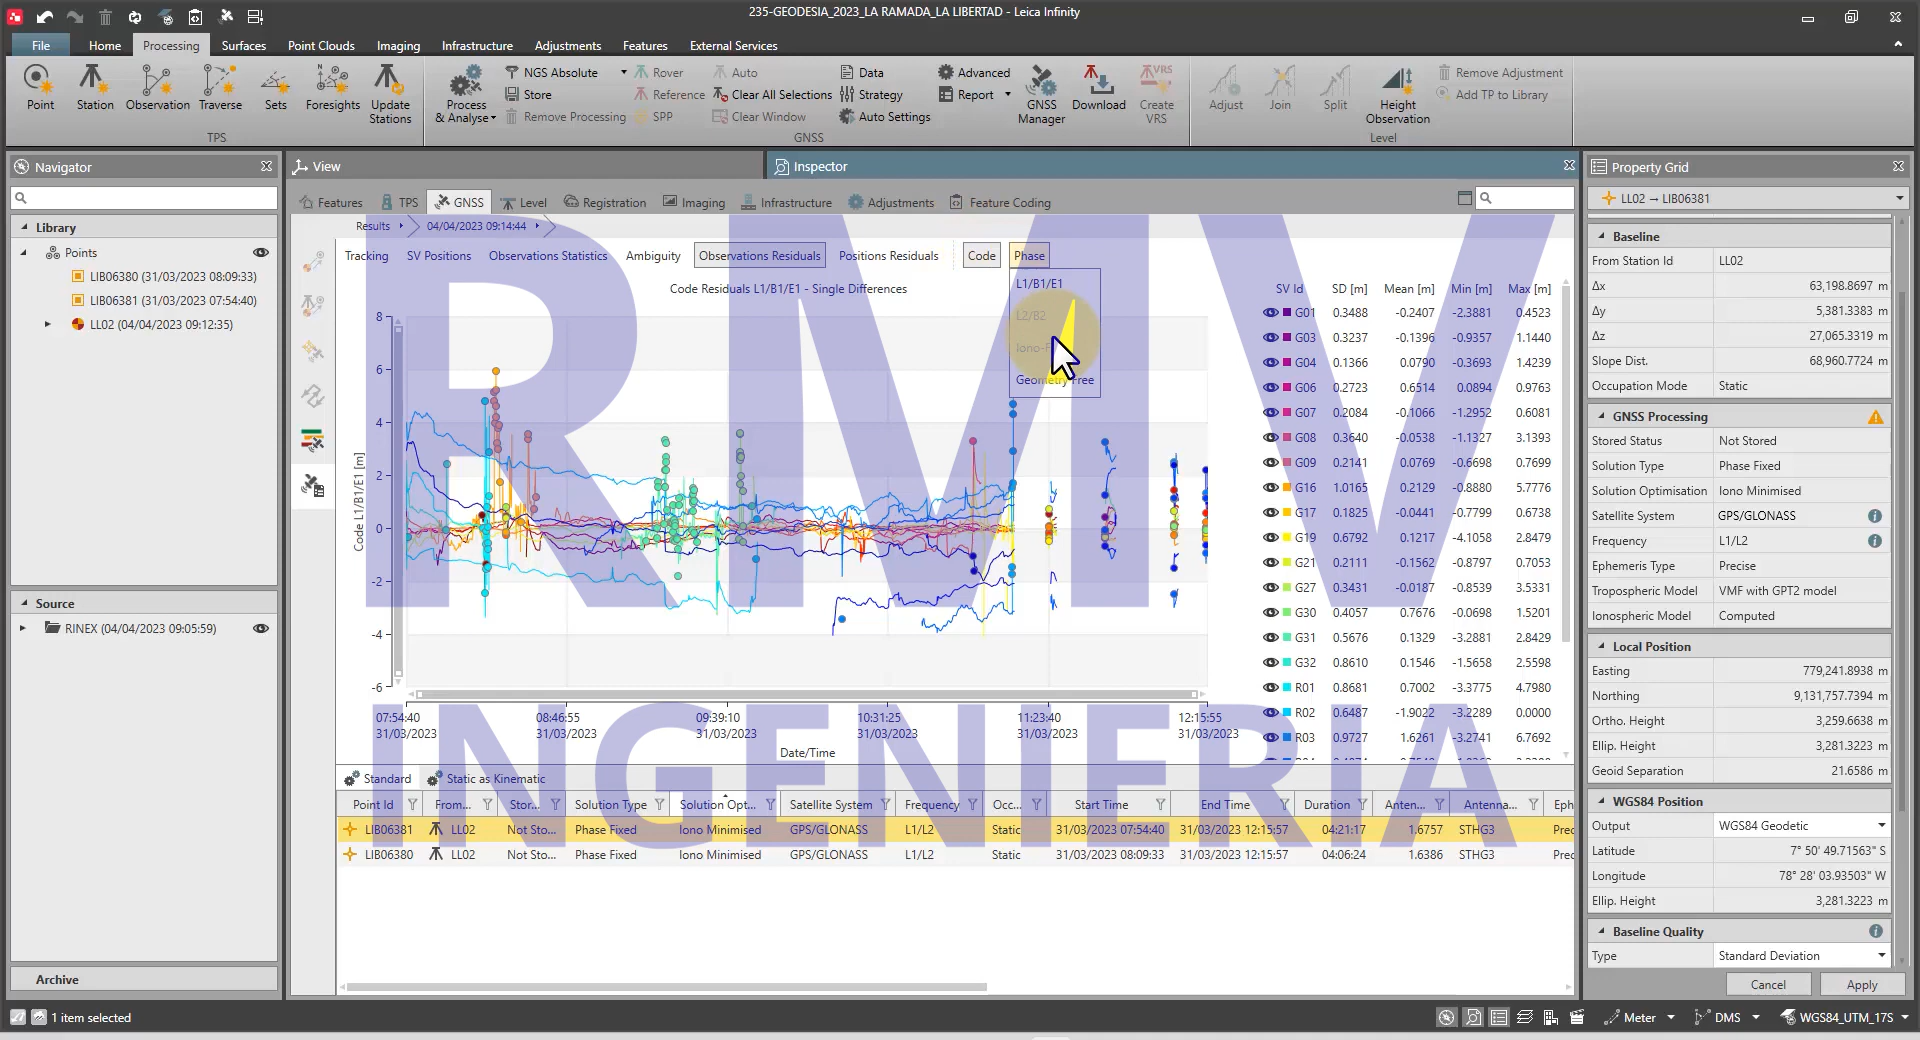 235-GEODESIA_2023_LA RAMADA_LA LIBERTAD - Leica Infinity
File Home Processing Surfaces Point Clouds Imaging Infrastructure Adjustments Features External Services
Point Station Observation Traverse Sets Foresights Update Stations
TPS
Process & Analyse
NGS Absolute Rover Auto Data Advanced
Store Reference Clear All Selections Strategy Report
Remove Processing SPP Clear Window Auto Settings
GNSS Manager Download Create VRS
GNSS
Adjust Join Split Height Observation
Remove Adjustment
Add TP to Library
Level
Navigator
Library
Points
LIB06380 (31/03/2023 08:09:33)
LIB06381 (31/03/2023 07:54:40)
LL02 (04/04/2023 09:12:35)
Source
RINEX (04/04/2023 09:05:59)
Archive
View Inspector
Features TPS GNSS Level Registration Imaging Infrastructure Adjustments Feature Coding
Results 04/04/2023 09:14:44
Tracking SV Positions Observations Statistics Ambiguity Observations Residuals Positions Residuals Code Phase
Code Residuals L1/B1/E1 - Single Differences
L1/B1/E1
L2/B2
Iono-F
Geometry Free
Code L1/B1/E1 [m]
8
6
4
2
0
-2
-4
-6
07:54:40 08:46:55 09:39:10 10:31:25 11:23:40 12:15:55
31/03/2023 31/03/2023 31/03/2023 31/03/2023 31/03/2023 31/03/2023
Date/Time
SV Id SD [m] Mean [m] Min [m] Max [m]
G01 0.3488 -0.2407 -2.3881 0.4523
G03 0.3237 -0.1396 -0.9357 1.1440
G04 0.1366 0.0790 -0.3693 1.4239
G06 0.2723 0.6514 0.0894 0.9763
G07 0.2084 -0.1066 -1.2952 0.6081
G08 0.3640 -0.0538 -1.1327 3.1393
G09 0.2141 0.0769 -0.6698 0.7699
G16 1.0165 0.2129 -0.8880 5.7776
G17 0.1825 -0.0441 -0.7799 0.6738
G19 0.6792 0.1217 -4.1058 2.8479
G21 0.2111 -0.1562 -0.8797 0.7053
G27 0.3431 -0.0187 -0.8539 3.5331
G30 0.4057 0.7676 -0.0698 1.5201
G31 0.5676 0.1329 -3.2881 2.8429
G32 0.8610 0.1546 -1.5658 2.5598
R01 0.8681 0.7002 -3.3775 4.7980
R02 0.6487 -1.9022 -3.2289 0.0000
R03 0.9727 1.6261 -3.2741 6.7692
RMV
INGENIERIA
Standard Static as Kinematic
Point Id From... Stor... Solution Type Solution Opt... Satellite System Frequency Occ... Start Time End Time Duration Anten... Antenna... Eph
LIB06381 LL02 Not Sto... Phase Fixed Iono Minimised GPS/GLONASS L1/L2 Static 31/03/2023 07:54:40 31/03/2023 12:15:57 04:21:17 1.6757 STHG3 Prec
LIB06380 LL02 Not Sto... Phase Fixed Iono Minimised GPS/GLONASS L1/L2 Static 31/03/2023 08:09:33 31/03/2023 12:15:57 04:06:24 1.6386 STHG3 Prec
Property Grid
LL02 → LIB06381
Baseline
From Station Id LL02
Δx 63,198.8697 m
Δy 5,381.3383 m
Δz 27,065.3319 m
Slope Dist. 68,960.7724 m
Occupation Mode Static
GNSS Processing
Stored Status Not Stored
Solution Type Phase Fixed
Solution Optimisation Iono Minimised
Satellite System GPS/GLONASS
Frequency L1/L2
Ephemeris Type Precise
Tropospheric Model VMF with GPT2 model
Ionospheric Model Computed
Local Position
Easting 779,241.8938 m
Northing 9,131,757.7394 m
Ortho. Height 3,259.6638 m
Ellip. Height 3,281.3223 m
Geoid Separation 21.6586 m
WGS84 Position
Output WGS84 Geodetic
Latitude 7° 50' 49.71563" S
Longitude 78° 28' 03.93503" W
Ellip. Height 3,281.3223 m
Baseline Quality
Type Standard Deviation
Cancel Apply
1 item selected
Meter DMS WGS84_UTM_17S